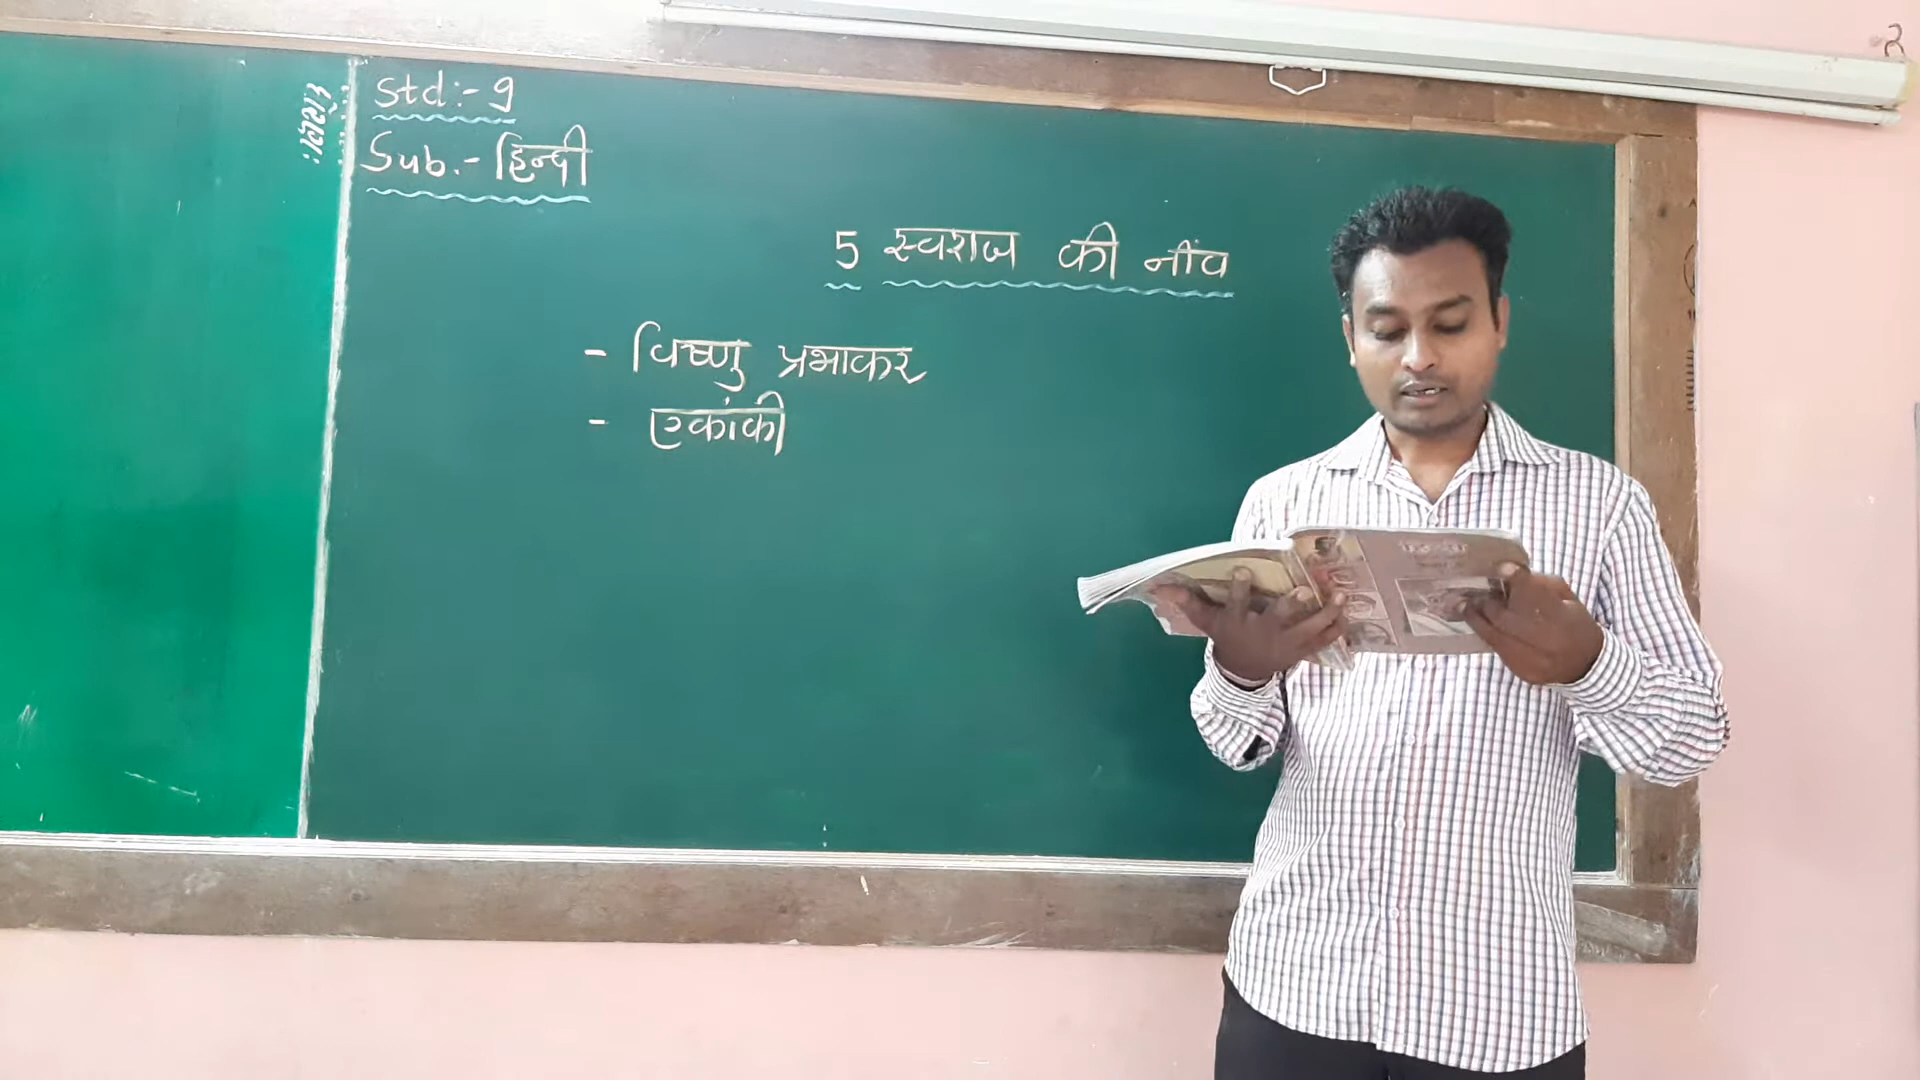 Std:- 9
Sub.- हिन्दी
5 स्वराज की नींव
- विष्णु प्रभाकर
- एकांकी